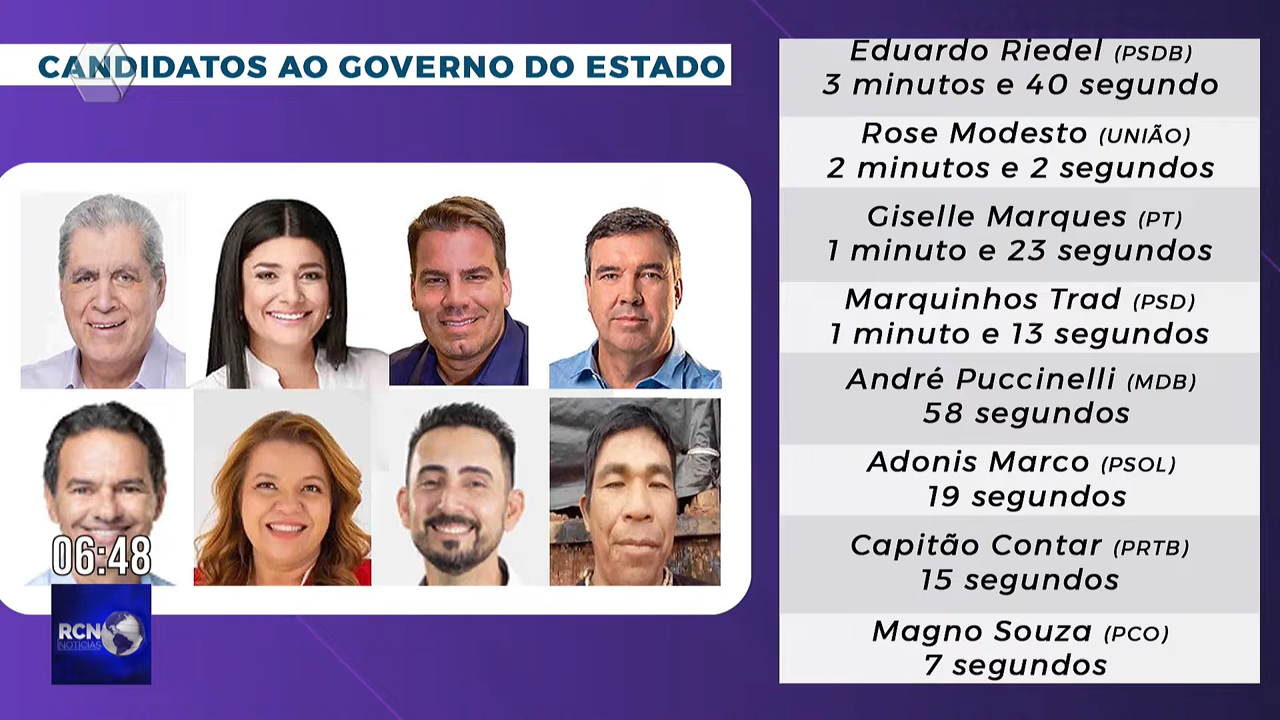 CANDIDATOS AO GOVERNO DO ESTADO
Eduardo Riedel (PSDB)
3 minutos e 40 segundo
Rose Modesto (UNIÃO)
2 minutos e 2 segundos
Giselle Marques (PT)
1 minuto e 23 segundos
Marquinhos Trad (PSD)
1 minuto e 13 segundos
André Puccinelli (MDB)
58 segundos
Adonis Marco (PSOL)
19 segundos
Capitão Contar (PRTB)
15 segundos
Magno Souza (PCO)
7 segundos
06:48
RCN
NOTÍCIAS